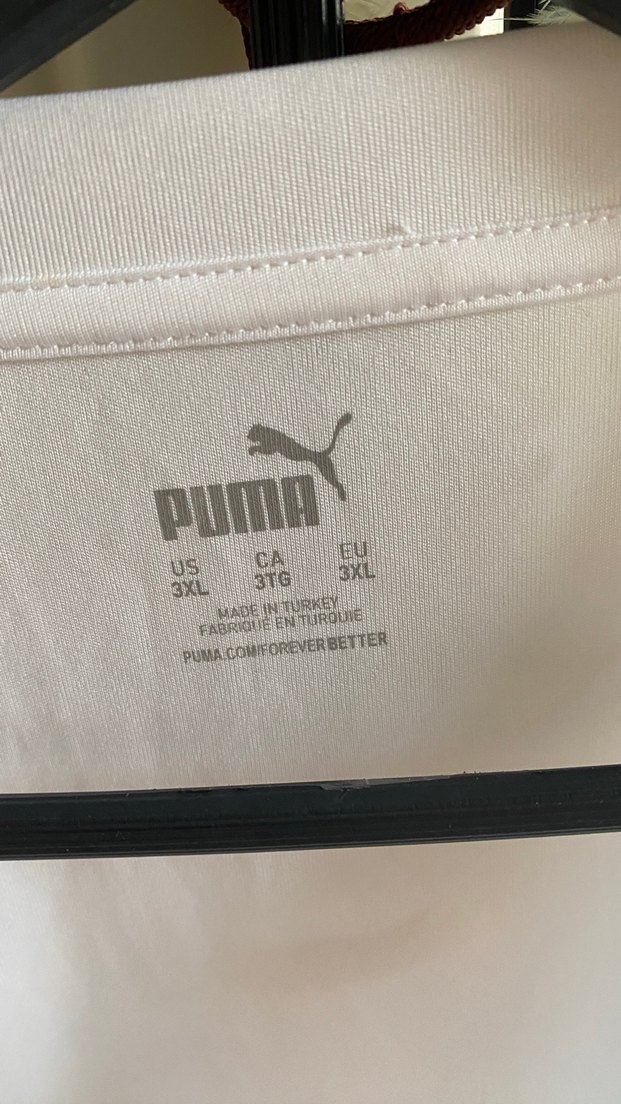 PUMA
US CA EU
3XL 3TG 3XL
MADE IN TURKEY
FABRIQUE EN TURQUIE
PUMA.COM/FOREVERBETTER